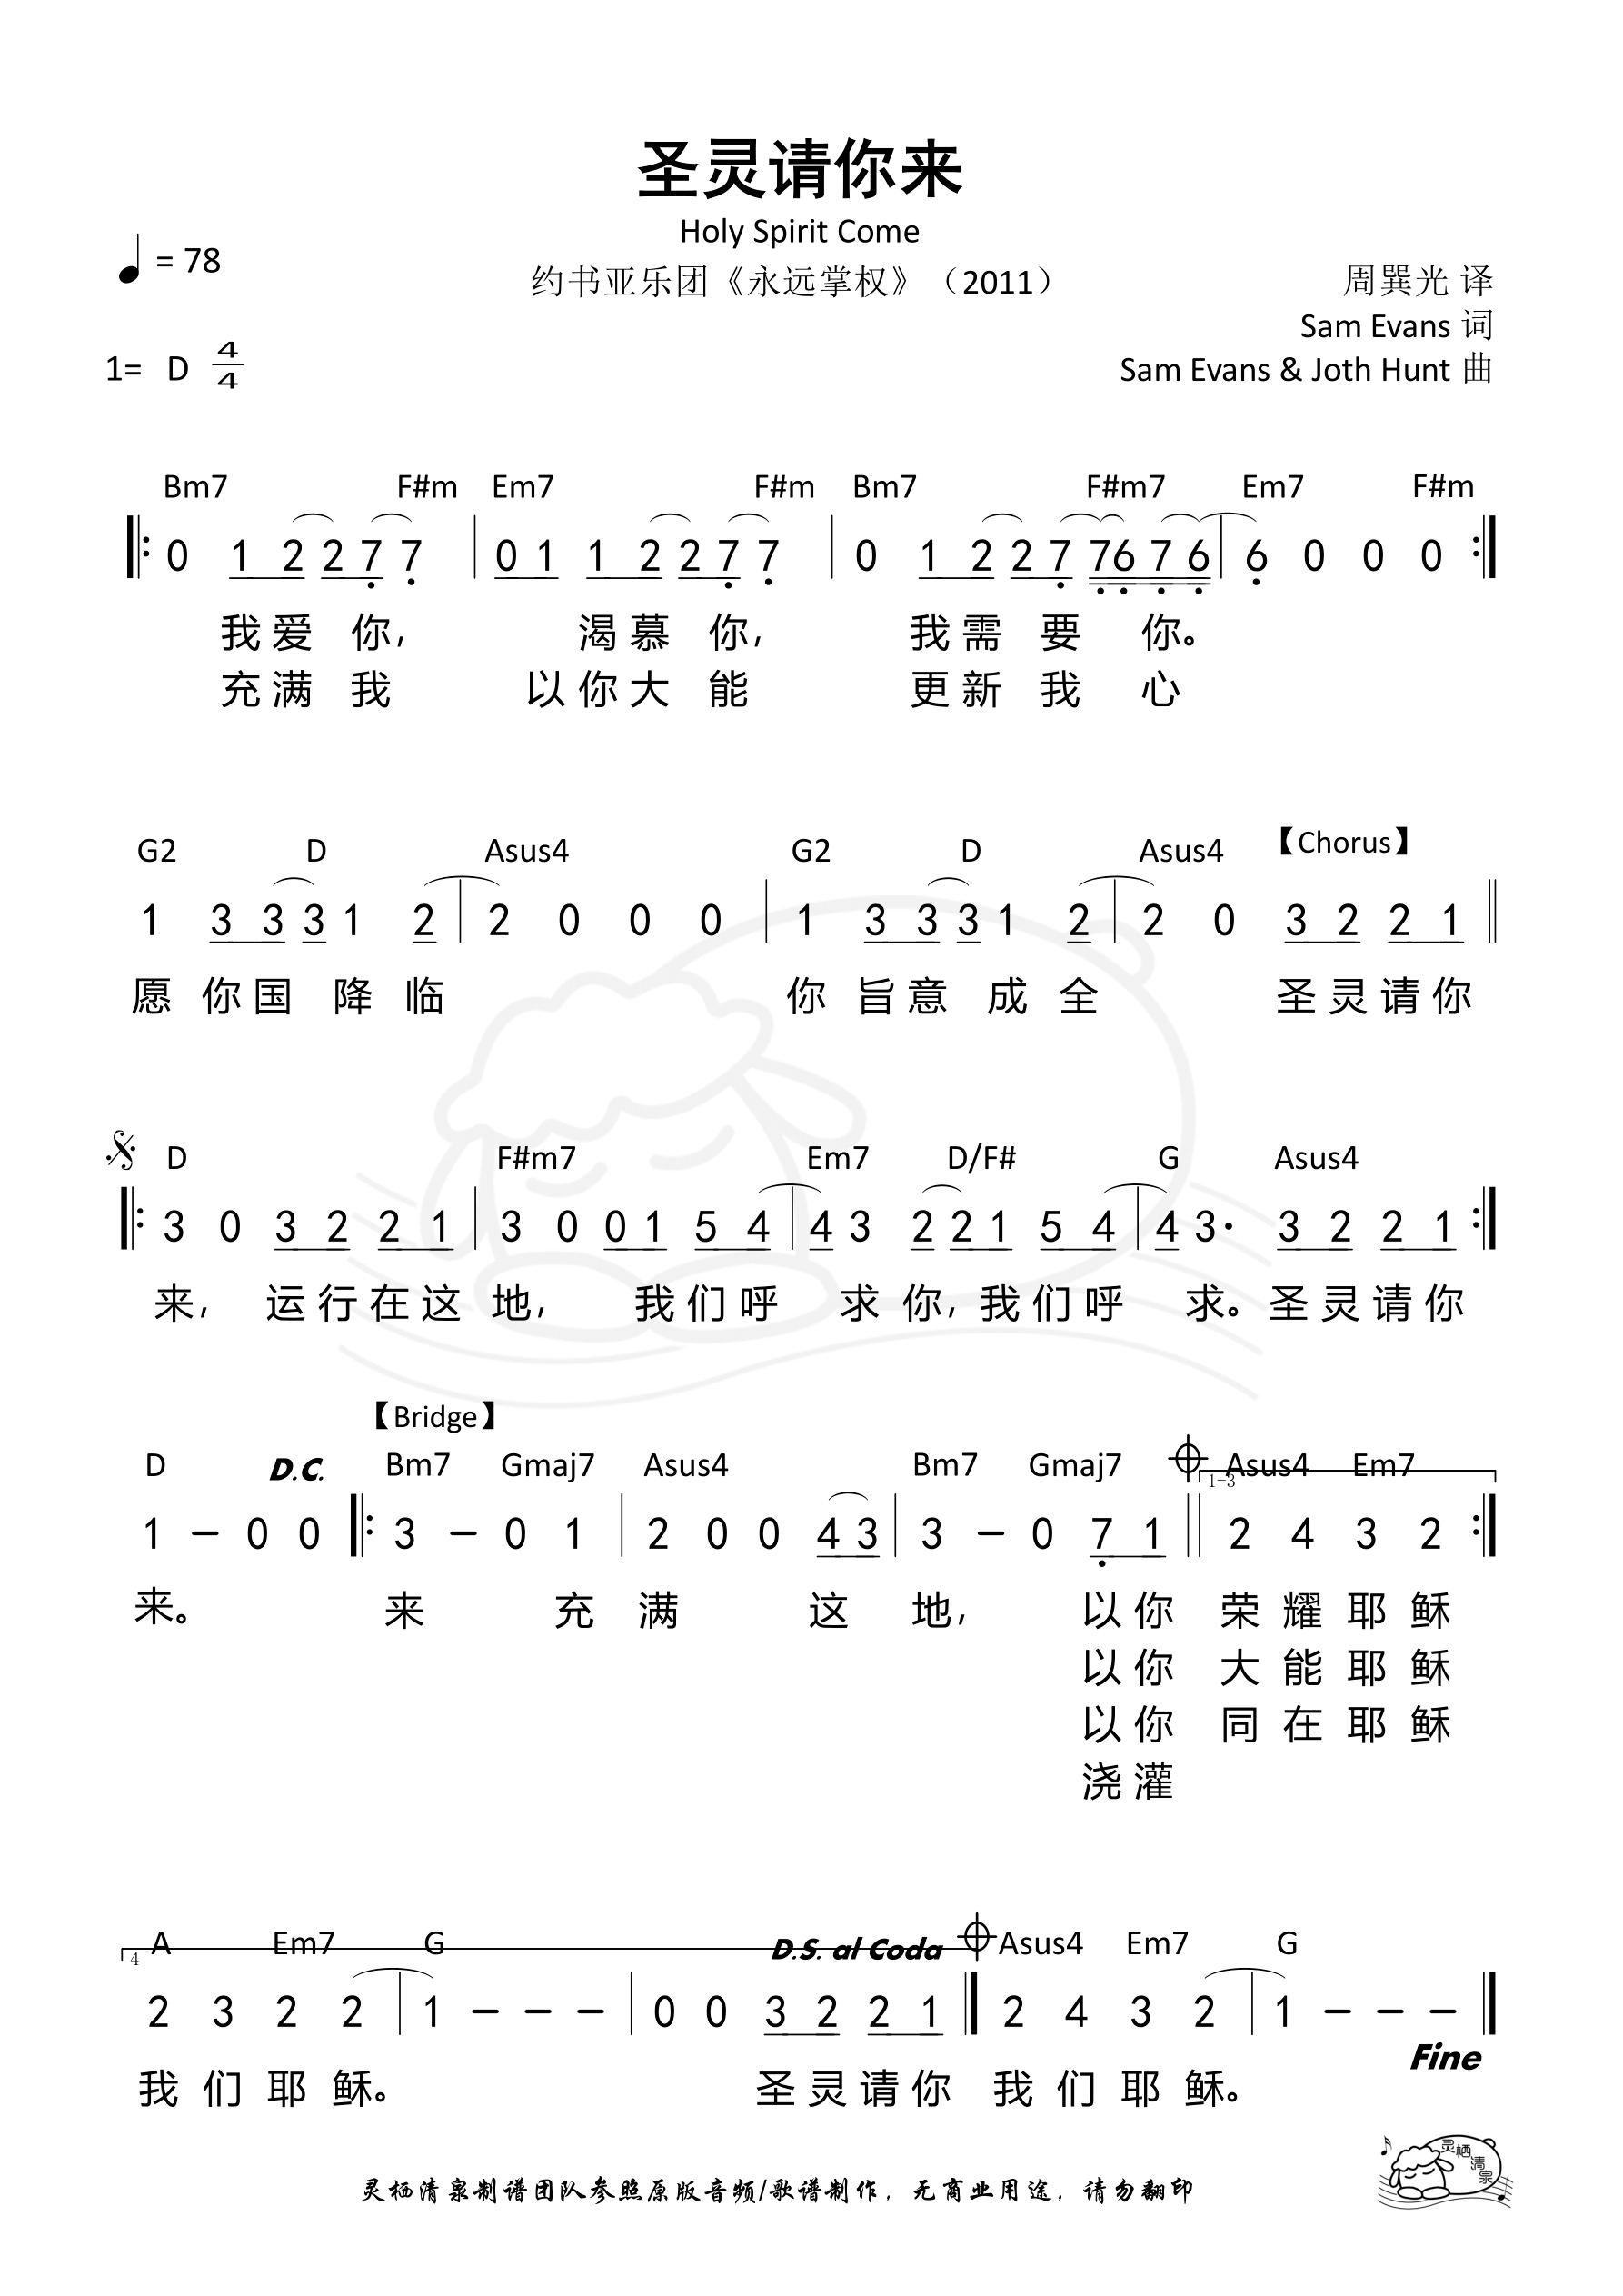 圣灵请你来
Holy Spirit Come
♩ = 78
约书亚乐团《永远掌权》（2011）
周巽光 译
Sam Evans 词
1= D 4/4
Sam Evans & Joth Hunt 曲
Bm7 F#m Em7 F#m Bm7 F#m7 Em7 F#m
0 1 2 2 7 7 | 0 1 1 2 2 7 7 | 0 1 2 2 7 7 6 7 6 | 6 0 0 0
我 爱 你， 渴 慕 你， 我 需 要 你。
充 满 我 以 你 大 能 更 新 我 心
G2 D Asus4 G2 D Asus4 【Chorus】
1 3 3 3 1 2 | 2 0 0 0 | 1 3 3 3 1 2 | 2 0 3 2 2 1
愿 你 国 降 临 你 旨 意 成 全 圣 灵 请 你
D F#m7 Em7 D/F# G Asus4
3 0 3 2 2 1 | 3 0 0 1 5 4 | 4 3 2 2 1 5 4 | 4 3· 3 2 2 1
来， 运 行 在 这 地， 我 们 呼 求 你，我 们 呼 求。 圣 灵 请 你
【Bridge】
D D.C. Bm7 Gmaj7 Asus4 Bm7 Gmaj7 Asus4 Em7
1-3
1 – 0 0 3 – 0 1 | 2 0 0 4 3 | 3 – 0 7 1 2 4 3 2
来。 来 充 满 这 地， 以 你 荣 耀 耶 稣
以 你 大 能 耶 稣
以 你 同 在 耶 稣
浇 灌
A Em7 G D.S. al Coda Asus4 Em7 G
4
2 3 2 2 | 1 – – – | 0 0 3 2 2 1 2 4 3 2 | 1 – – –
Fine
我 们 耶 稣。 圣 灵 请 你 我 们 耶 稣。
灵栖清泉
灵栖清泉制谱团队参照原版音频/歌谱制作，无商业用途，请勿翻印